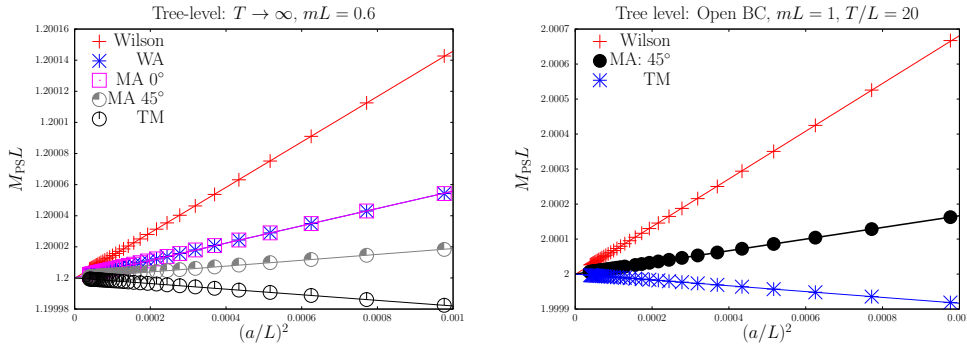 Tree-level: T → ∞, mL = 0.6
Wilson
WA
MA 0°
MA 45°
TM
1.20016
1.20014
1.20012
1.2001
1.20008
1.20006
1.20004
1.20002
1.2
1.19998
M_PS L
0
0.0002
0.0004
0.0006
0.0008
0.001
(a/L)²
Tree level: Open BC, mL = 1, T/L = 20
Wilson
MA: 45°
TM
2.0007
2.0006
2.0005
2.0004
2.0003
2.0002
2.0001
2
1.9999
M_PS L
0
0.0002
0.0004
0.0006
0.0008
(a/L)²